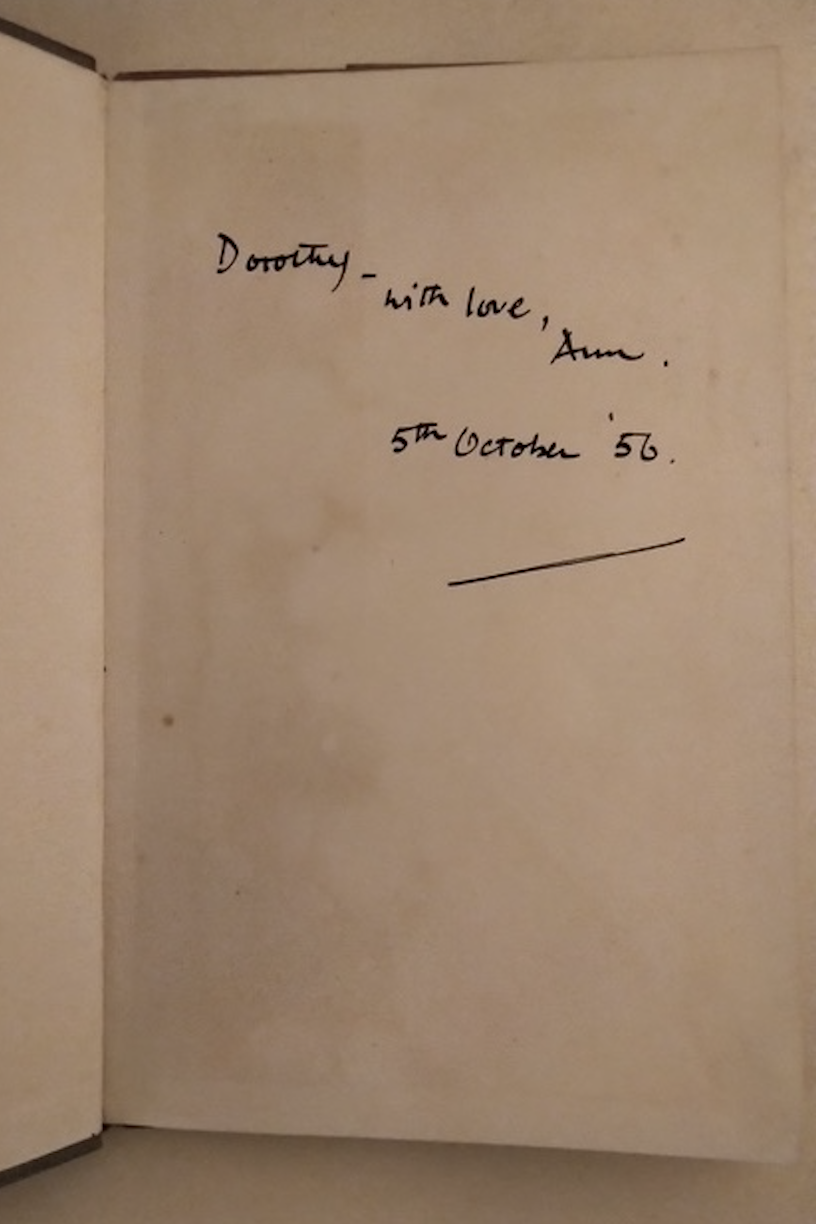 Dorothy -
with love,
Ann.
5th October '56.